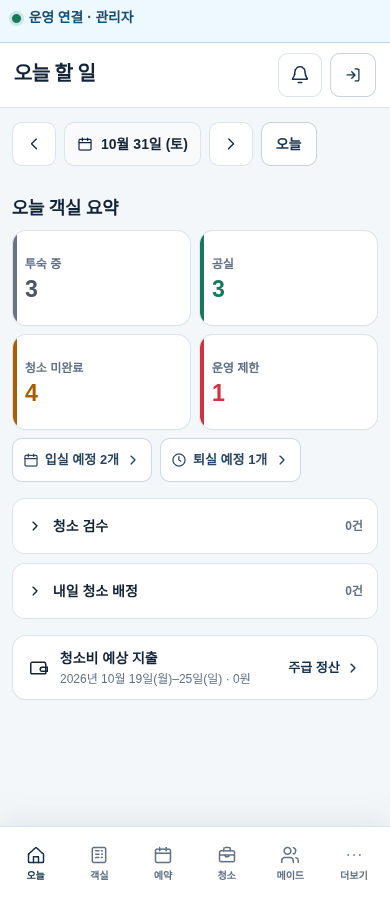 운영 연결 · 관리자
오늘 할 일
10월 31일 (토)
오늘
오늘 객실 요약
투숙 중
3
공실
3
청소 미완료
4
운영 제한
1
입실 예정 2개
퇴실 예정 1개
청소 검수
0건
내일 청소 배정
0건
청소비 예상 지출
2026년 10월 19일(월)–25일(일) · 0원
주급 정산
오늘
객실
예약
청소
메이드
더보기